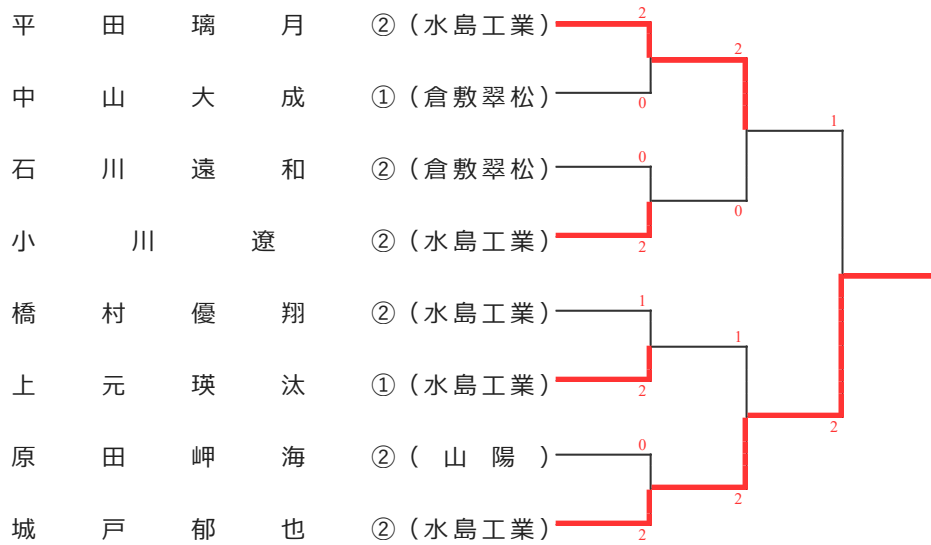 平田璃月 ②(水島工業) 2
2
中山大成 ①(倉敷翠松) 0
1
石川遠和 ②(倉敷翠松) 0
0
小川遼 ②(水島工業) 2
橋村優翔 ②(水島工業) 1
1
上元瑛汰 ①(水島工業) 2
2
原田岬海 ②(山陽) 0
2
城戸郁也 ②(水島工業) 2